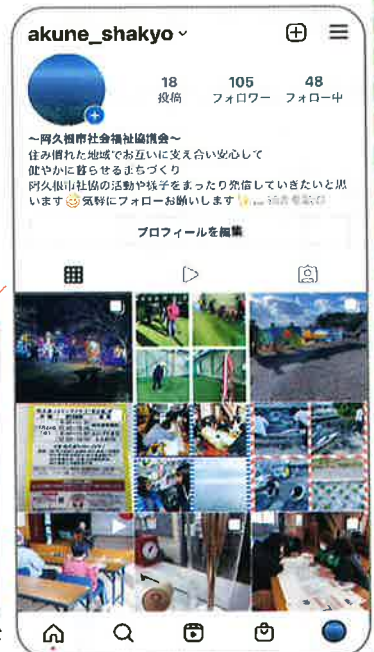 akune_shakyo
18 105 48
投稿 フォロワー フォロー中
〜阿久根市社会福祉協議会〜
住み慣れた地域でお互いに支え合い安心して
健やかに暮らせるまちづくり
阿久根市社協の活動や様子をまったり発信していきたいと思
います😊気軽にフォローお願いします✨...
プロフィールを編集